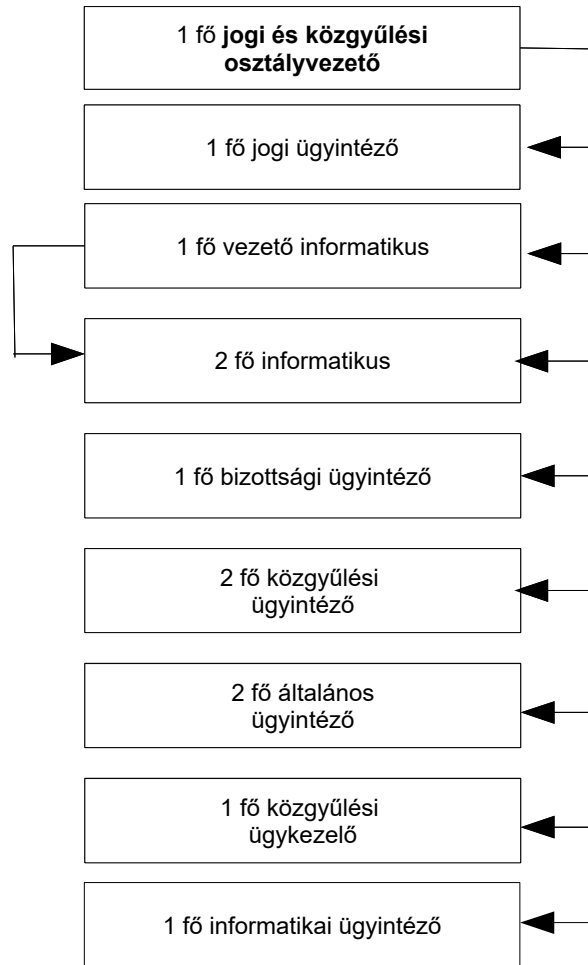 1 fő jogi és közgyűlési
osztályvezető
1 fő jogi ügyintéző
1 fő vezető informatikus
2 fő informatikus
1 fő bizottsági ügyintéző
2 fő közgyűlési
ügyintéző
2 fő általános
ügyintéző
1 fő közgyűlési
ügykezelő
1 fő informatikai ügyintéző